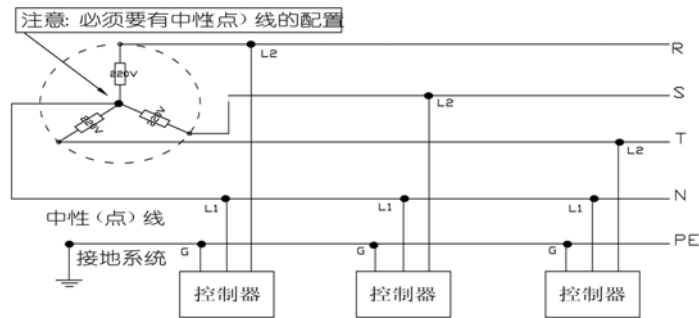 注意: 必须要有中性(点) 线的配置
L2
R
220V
S
L2
220V
220V
T
L2
N
L1
L1
L1
中性(点)线
PE
G
G
G
接地系统
控制器
控制器
控制器